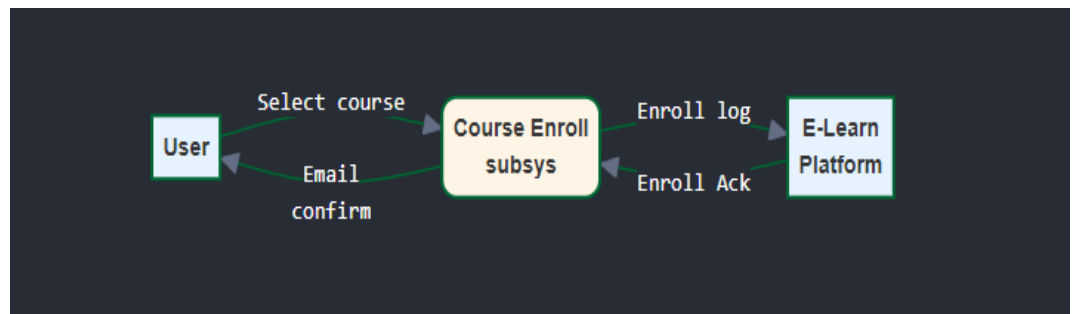 Select course
User
Email
confirm
Course Enroll
subsys
Enroll log
Enroll Ack
E-Learn
Platform